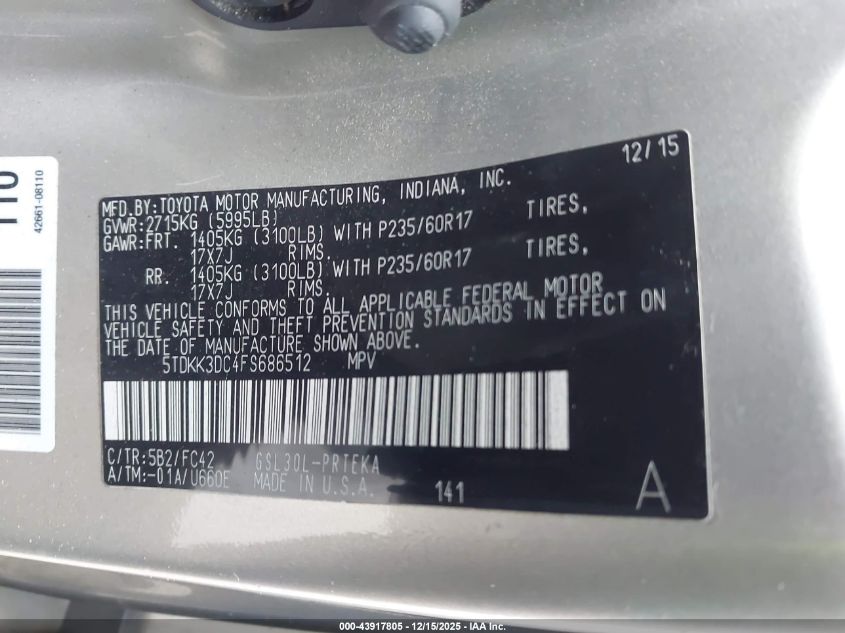 12/15
MFD.BY:TOYOTA MOTOR MANUFACTURING, INDIANA, INC.
GVWR:2715KG (5995LB)
GAWR:FRT. 1405KG (3100LB) WITH P235/60R17 TIRES,
17X7J RIMS.
RR. 1405KG (3100LB) WITH P235/60R17 TIRES,
17X7J RIMS.
THIS VEHICLE CONFORMS TO ALL APPLICABLE FEDERAL MOTOR
VEHICLE SAFETY AND THEFT PREVENTION STANDARDS IN EFFECT ON
THE DATE OF MANUFACTURE SHOWN ABOVE.
5TDKK3DC4FS686512 MPV
C/TR:5B2/FC42 GSL30L-PRTEKA
A/TM:-01A/U660E MADE IN U.S.A. 141 A
42661-08110
000-43917805 - 12/15/2025 - IAA Inc.